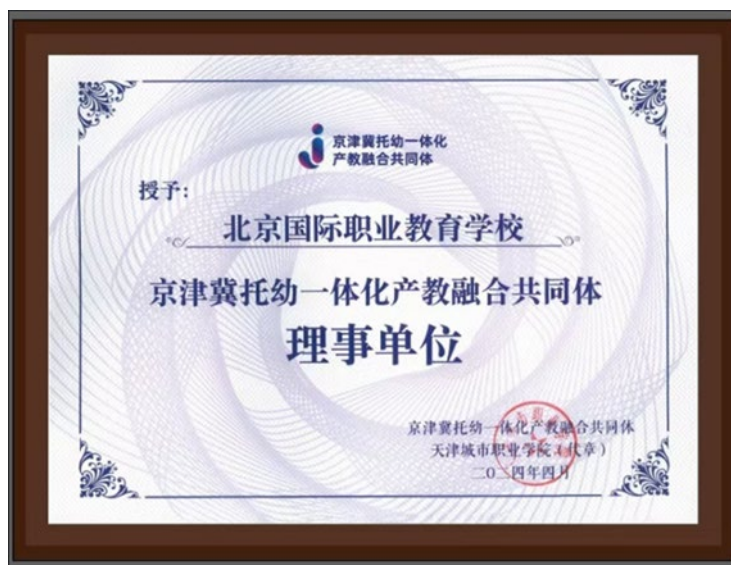 京津冀托幼一体化
产教融合共同体
授予：
北京国际职业教育学校
京津冀托幼一体化产教融合共同体
理事单位
京津冀托幼一体化产教融合共同体
天津城市职业学院（代章）
二〇二四年四月